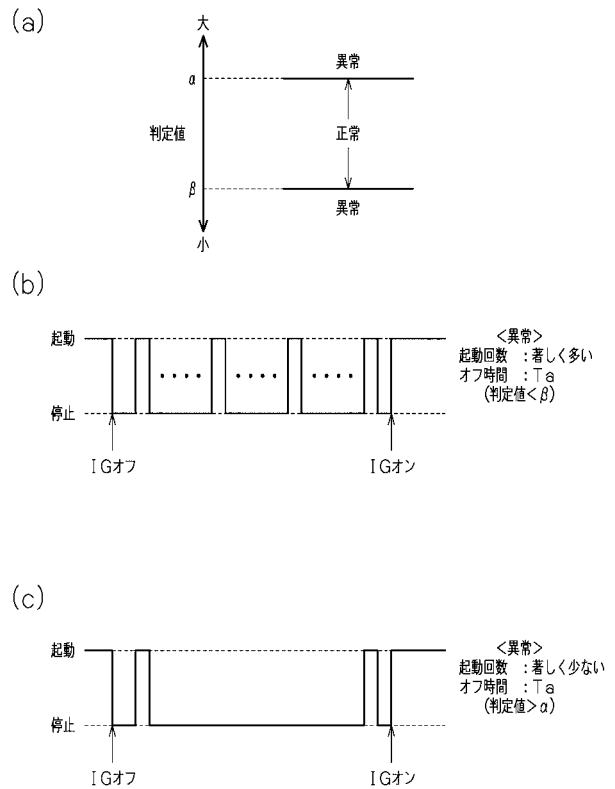 (a)
大
α
異常
判定値
正常
β
異常
小
(b)
起動
停止
IGオフ
IGオン
<異常>
起動回数 :著しく多い
オフ時間 :Ta
(判定値<β)
(c)
起動
停止
IGオフ
IGオン
<異常>
起動回数 :著しく少ない
オフ時間 :Ta
(判定値>α)